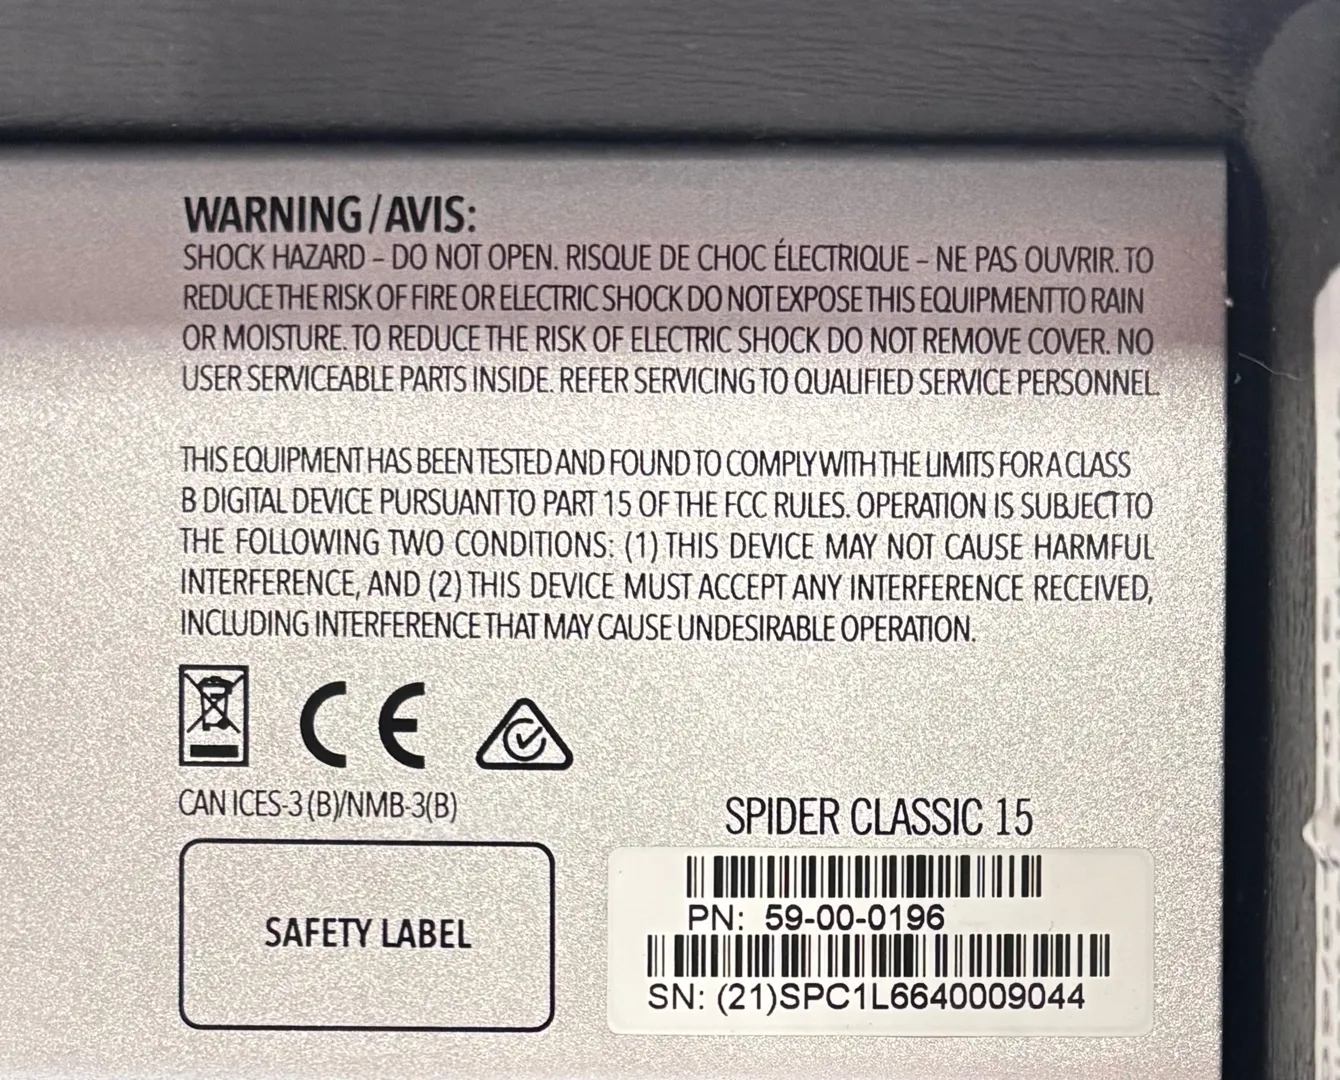 WARNING/AVIS:
SHOCK HAZARD – DO NOT OPEN. RISQUE DE CHOC ÉLECTRIQUE – NE PAS OUVRIR. TO
REDUCE THE RISK OF FIRE OR ELECTRIC SHOCK DO NOT EXPOSE THIS EQUIPMENT TO RAIN
OR MOISTURE. TO REDUCE THE RISK OF ELECTRIC SHOCK DO NOT REMOVE COVER. NO
USER SERVICEABLE PARTS INSIDE. REFER SERVICING TO QUALIFIED SERVICE PERSONNEL.
THIS EQUIPMENT HAS BEEN TESTED AND FOUND TO COMPLY WITH THE LIMITS FOR A CLASS
B DIGITAL DEVICE PURSUANT TO PART 15 OF THE FCC RULES. OPERATION IS SUBJECT TO
THE FOLLOWING TWO CONDITIONS: (1) THIS DEVICE MAY NOT CAUSE HARMFUL
INTERFERENCE, AND (2) THIS DEVICE MUST ACCEPT ANY INTERFERENCE RECEIVED,
INCLUDING INTERFERENCE THAT MAY CAUSE UNDESIRABLE OPERATION.
CE
CAN ICES-3 (B)/NMB-3(B)
SAFETY LABEL
SPIDER CLASSIC 15
PN: 59-00-0196
SN: (21)SPC1L6640009044